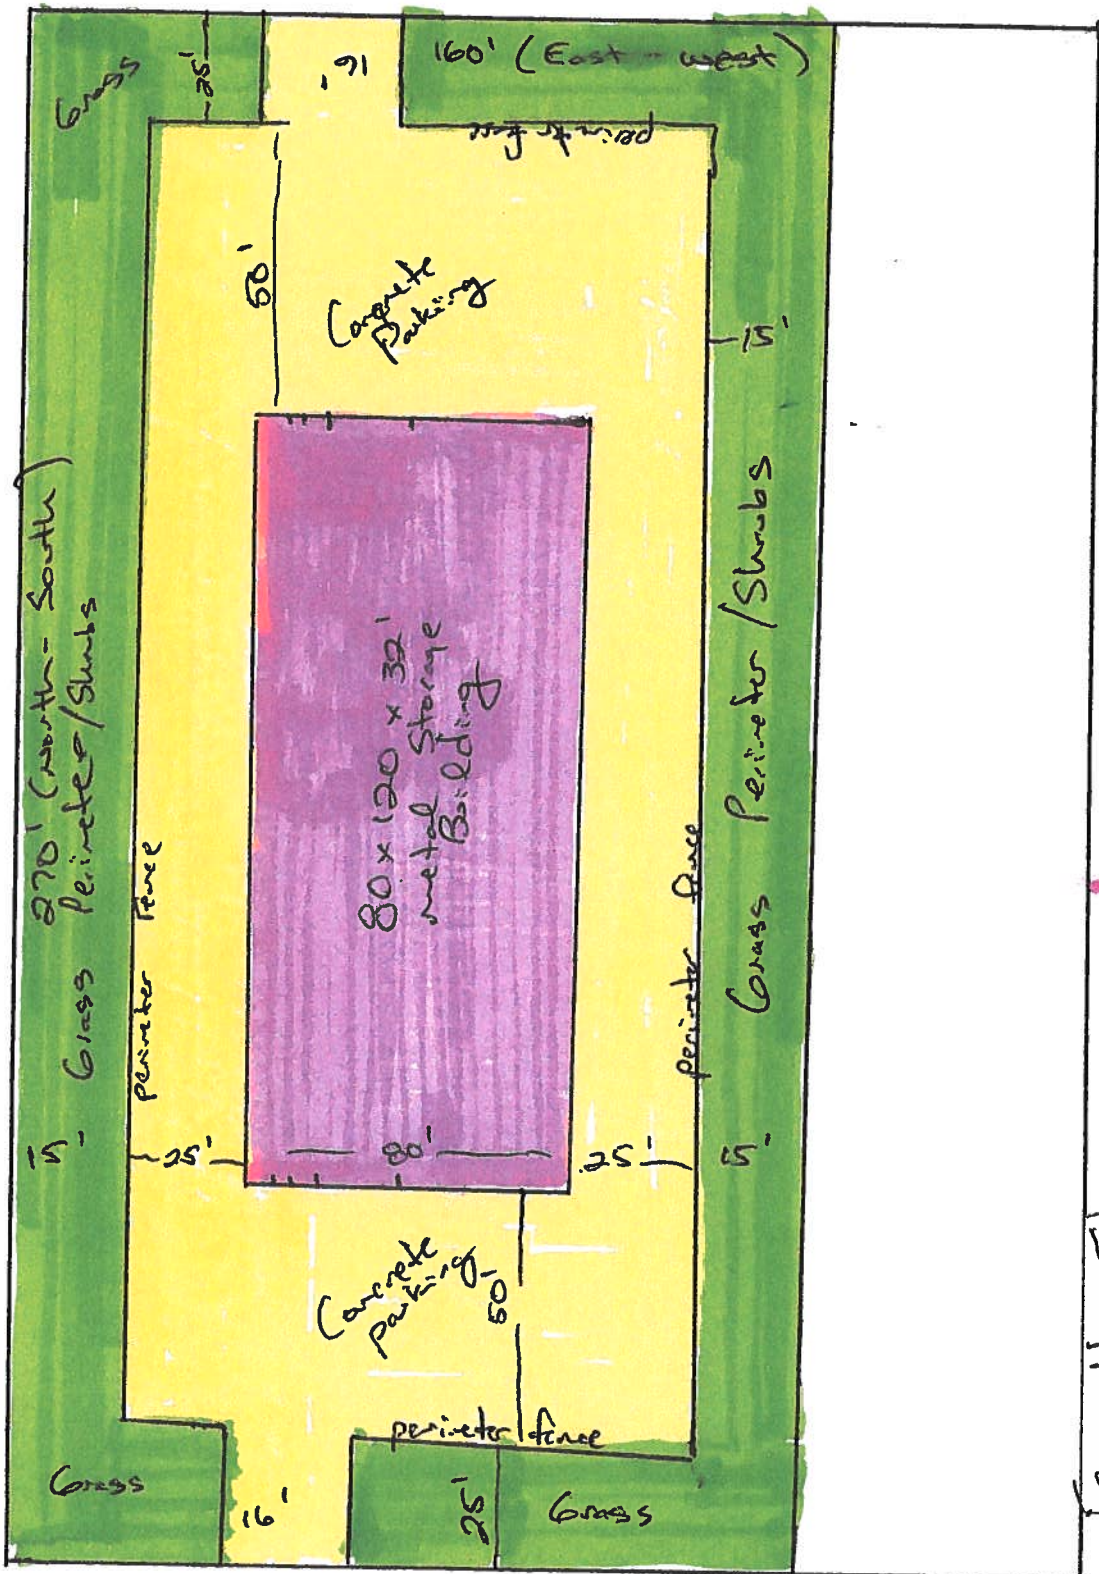 Grass
25'
16'
160' (East - west)
perimeter fence
50'
Concrete
Parking
15'
270' (North - South)
Grass Perimeter/Shrubs
perimeter fence
80 x 120 x 32'
metal Storage
Building
Grass Perimeter/Shrubs
perimeter fence
15'
25'
80'
25'
15'
Concrete
parking
50'
perimeter fence
Grass
16'
25'
Grass